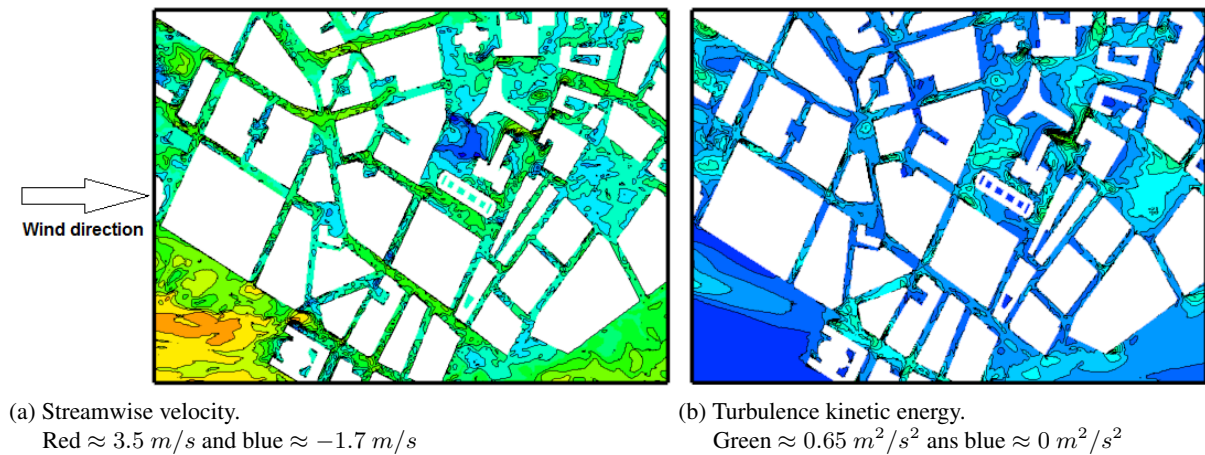 Wind direction
(a) Streamwise velocity.
Red ≈ 3.5 m/s and blue ≈ −1.7 m/s
(b) Turbulence kinetic energy.
Green ≈ 0.65 m²/s² ans blue ≈ 0 m²/s²